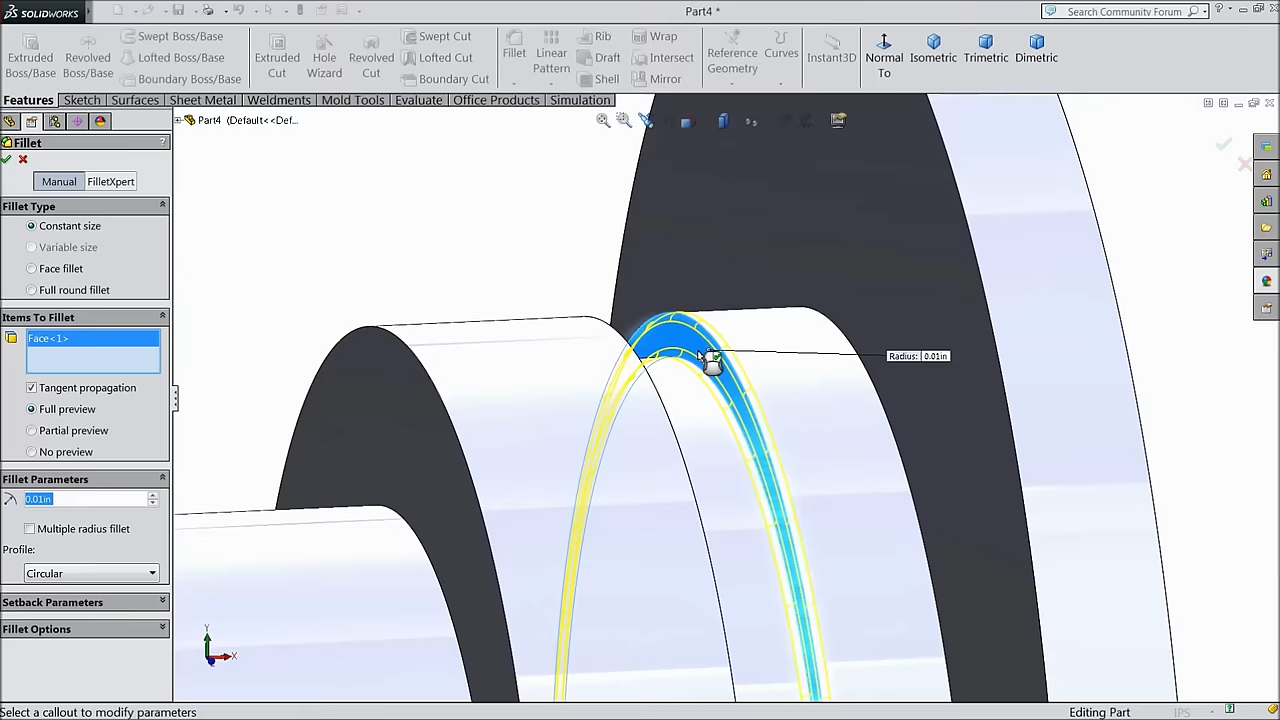 SOLIDWORKS
Part4 *
Search Community Forum
Extruded Boss/Base
Revolved Boss/Base
Swept Boss/Base
Lofted Boss/Base
Boundary Boss/Base
Extruded Cut
Hole Wizard
Revolved Cut
Swept Cut
Lofted Cut
Boundary Cut
Fillet
Linear Pattern
Rib
Draft
Shell
Wrap
Intersect
Mirror
Reference Geometry
Curves
Instant3D
Normal To
Isometric
Trimetric
Dimetric
Features
Sketch
Surfaces
Sheet Metal
Weldments
Mold Tools
Evaluate
Office Products
Simulation
Part4 (Default<<Def...
Fillet
?
Manual
FilletXpert
Fillet Type
Constant size
Variable size
Face fillet
Full round fillet
Items To Fillet
Face<1>
Tangent propagation
Full preview
Partial preview
No preview
Fillet Parameters
0.01in
Multiple radius fillet
Profile:
Circular
Setback Parameters
Fillet Options
Radius: 0.01in
Y
X
Select a callout to modify parameters
Editing Part
IPS